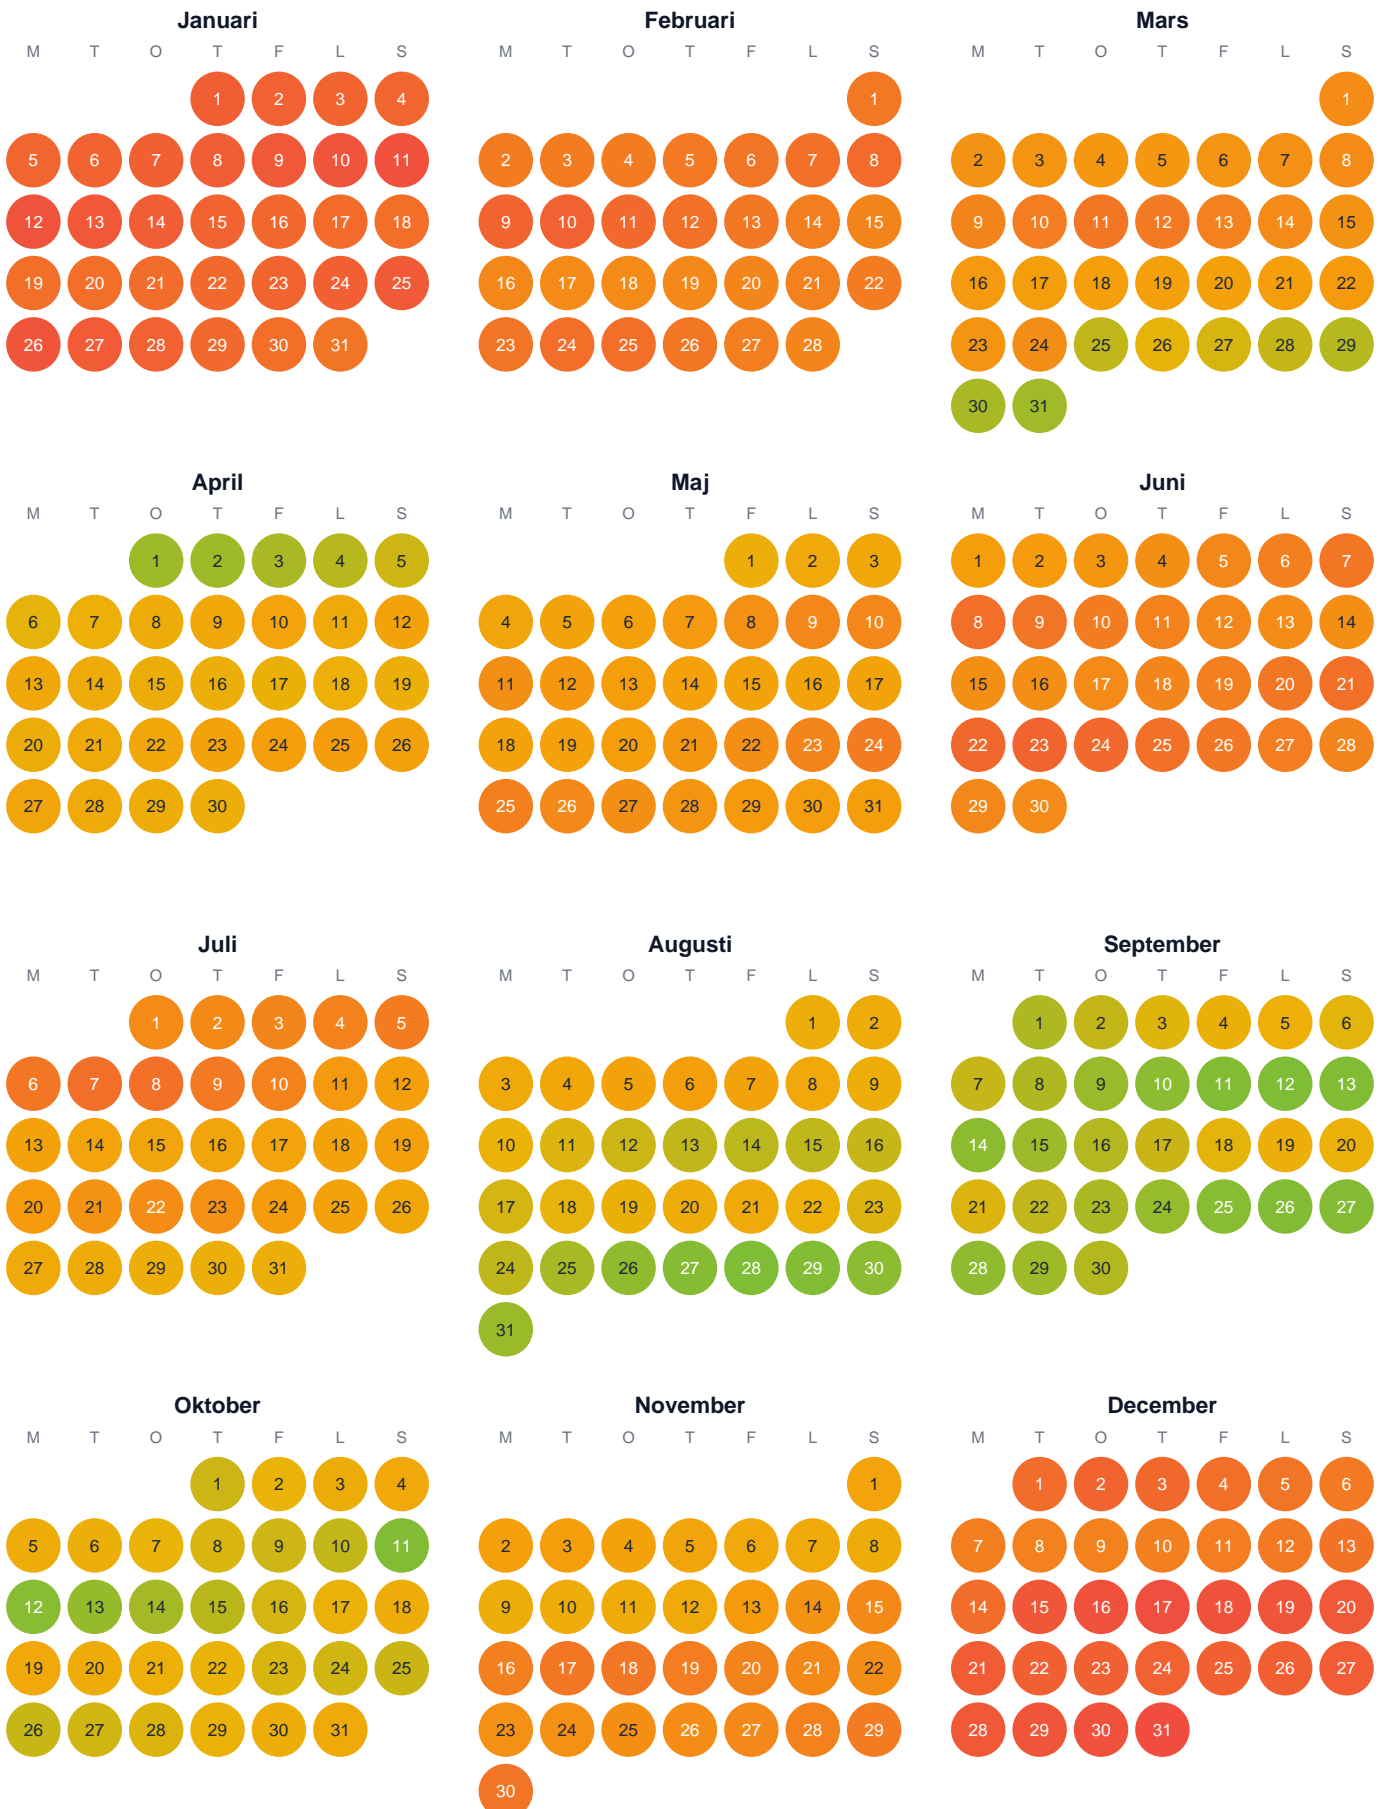 Januari
M T O T F L S
1 2 3 4
5 6 7 8 9 10 11
12 13 14 15 16 17 18
19 20 21 22 23 24 25
26 27 28 29 30 31
Februari
M T O T F L S
1
2 3 4 5 6 7 8
9 10 11 12 13 14 15
16 17 18 19 20 21 22
23 24 25 26 27 28
Mars
M T O T F L S
1
2 3 4 5 6 7 8
9 10 11 12 13 14 15
16 17 18 19 20 21 22
23 24 25 26 27 28 29
30 31
April
M T O T F L S
1 2 3 4 5
6 7 8 9 10 11 12
13 14 15 16 17 18 19
20 21 22 23 24 25 26
27 28 29 30
Maj
M T O T F L S
1 2 3
4 5 6 7 8 9 10
11 12 13 14 15 16 17
18 19 20 21 22 23 24
25 26 27 28 29 30 31
Juni
M T O T F L S
1 2 3 4 5 6 7
8 9 10 11 12 13 14
15 16 17 18 19 20 21
22 23 24 25 26 27 28
29 30
Juli
M T O T F L S
1 2 3 4 5
6 7 8 9 10 11 12
13 14 15 16 17 18 19
20 21 22 23 24 25 26
27 28 29 30 31
Augusti
M T O T F L S
1 2
3 4 5 6 7 8 9
10 11 12 13 14 15 16
17 18 19 20 21 22 23
24 25 26 27 28 29 30
31
September
M T O T F L S
1 2 3 4 5 6
7 8 9 10 11 12 13
14 15 16 17 18 19 20
21 22 23 24 25 26 27
28 29 30
Oktober
M T O T F L S
1 2 3 4
5 6 7 8 9 10 11
12 13 14 15 16 17 18
19 20 21 22 23 24 25
26 27 28 29 30 31
November
M T O T F L S
1
2 3 4 5 6 7 8
9 10 11 12 13 14 15
16 17 18 19 20 21 22
23 24 25 26 27 28 29
30
December
M T O T F L S
1 2 3 4 5 6
7 8 9 10 11 12 13
14 15 16 17 18 19 20
21 22 23 24 25 26 27
28 29 30 31